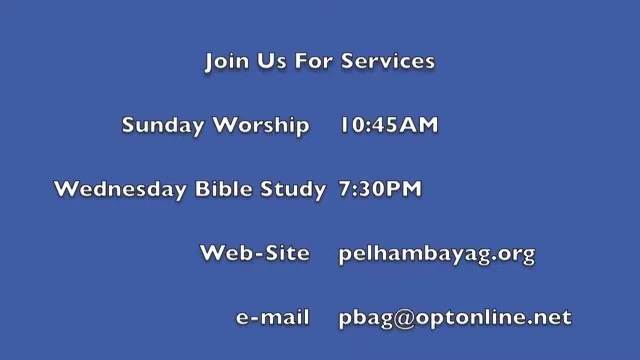 Join Us For Services
Sunday Worship 10:45AM
Wednesday Bible Study 7:30PM
Web-Site pelhambayag.org
e-mail pbag@optonline.net